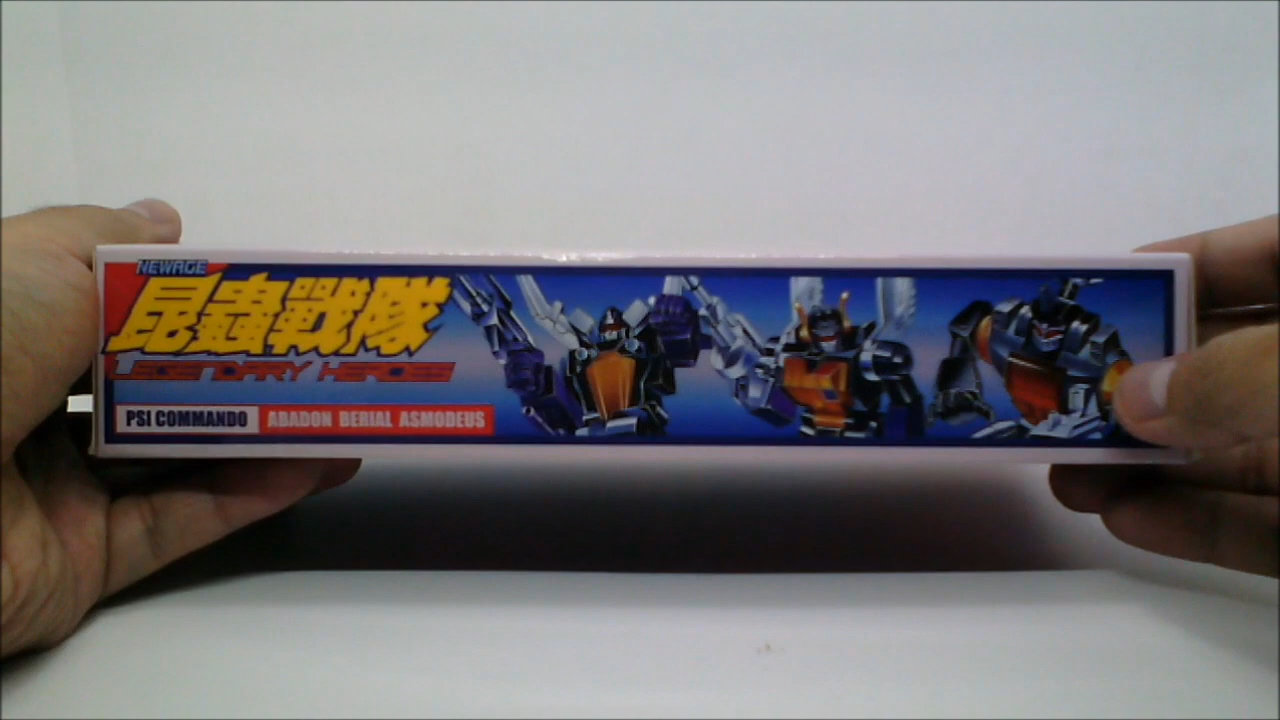 NEWAGE
昆蟲戰隊
LEGENDARY HEROES
PSI COMMANDO ABADON BERIAL ASMODEUS